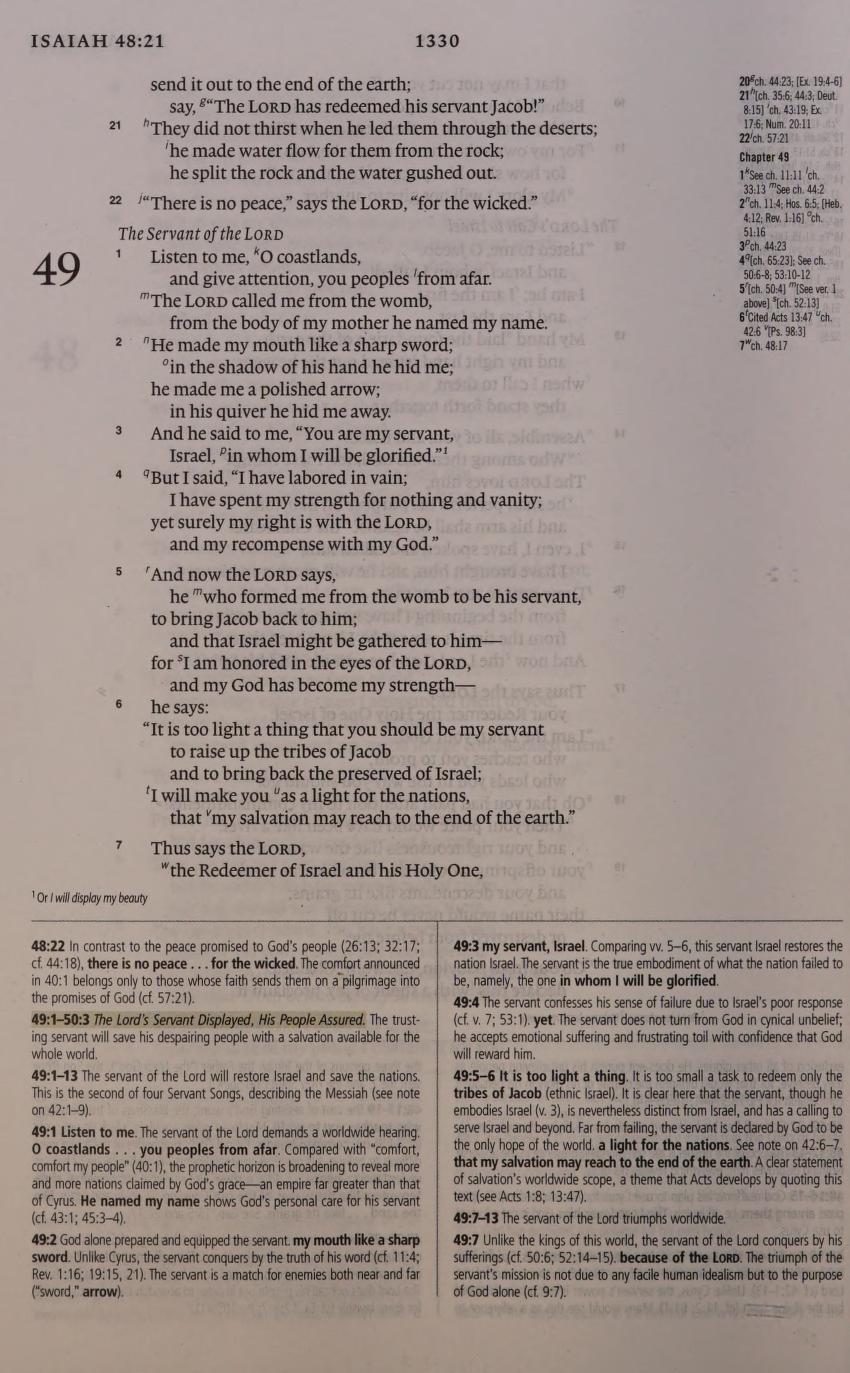 ISAIAH 48:21
1330
send it out to the end of the earth;
say, g“The LORD has redeemed his servant Jacob!”
21 h“They did not thirst when he led them through the deserts;
i he made water flow for them from the rock;
he split the rock and the water gushed out.
22 j“There is no peace,” says the LORD, “for the wicked.”
The Servant of the LORD
49
1 Listen to me, kO coastlands,
and give attention, you peoples lfrom afar.
mThe LORD called me from the womb,
from the body of my mother he named my name.
2 nHe made my mouth like a sharp sword;
oin the shadow of his hand he hid me;
he made me a polished arrow;
in his quiver he hid me away.
3 And he said to me, “You are my servant,
Israel, pin whom I will be glorified.”1
4 qBut I said, “I have labored in vain;
I have spent my strength for nothing and vanity;
yet surely my right is with the LORD,
and my recompense with my God.”
5 rAnd now the LORD says,
he mwho formed me from the womb to be his servant,
to bring Jacob back to him;
and that Israel might be gathered to him—
for sI am honored in the eyes of the LORD,
and my God has become my strength—
6 he says:
“It is too light a thing that you should be my servant
to raise up the tribes of Jacob
and to bring back the preserved of Israel;
tI will make you uas a light for the nations,
that vmy salvation may reach to the end of the earth.”
7 Thus says the LORD,
wthe Redeemer of Israel and his Holy One,
1 Or I will display my beauty
20 gch. 44:23; [Ex. 19:4-6]
21 h[ch. 35:6; 44:3; Deut.
8:15] ich. 43:19; Ex.
17:6; Num. 20:11
22 jch. 57:21
Chapter 49
1 kSee ch. 11:11 lch.
33:13 mSee ch. 44:2
2 nch. 11:4; Hos. 6:5; [Heb.
4:12; Rev. 1:16] och.
51:16
3 pch. 44:23
4 q[ch. 65:23]; See ch.
50:6-8; 53:10-12
5 r[ch. 50:4] m[See ver. 1
above] s[ch. 52:13]
6 tCited Acts 13:47 uch.
42:6 v[Ps. 98:3]
7 wch. 48:17
48:22 In contrast to the peace promised to God's people (26:13; 32:17;
cf. 44:18), there is no peace . . . for the wicked. The comfort announced
in 40:1 belongs only to those whose faith sends them on a pilgrimage into
the promises of God (cf. 57:21).
49:1–50:3 The Lord's Servant Displayed, His People Assured. The trust-
ing servant will save his despairing people with a salvation available for the
whole world.
49:1–13 The servant of the Lord will restore Israel and save the nations.
This is the second of four Servant Songs, describing the Messiah (see note
on 42:1–9).
49:1 Listen to me. The servant of the Lord demands a worldwide hearing.
O coastlands . . . you peoples from afar. Compared with “comfort,
comfort my people” (40:1), the prophetic horizon is broadening to reveal more
and more nations claimed by God's grace—an empire far greater than that
of Cyrus. He named my name shows God's personal care for his servant
(cf. 43:1; 45:3–4).
49:2 God alone prepared and equipped the servant. my mouth like a sharp
sword. Unlike Cyrus, the servant conquers by the truth of his word (cf. 11:4;
Rev. 1:16; 19:15, 21). The servant is a match for enemies both near and far
(“sword,” arrow).
49:3 my servant, Israel. Comparing vv. 5–6, this servant Israel restores the
nation Israel. The servant is the true embodiment of what the nation failed to
be, namely, the one in whom I will be glorified.
49:4 The servant confesses his sense of failure due to Israel's poor response
(cf. v. 7; 53:1). yet. The servant does not turn from God in cynical unbelief;
he accepts emotional suffering and frustrating toil with confidence that God
will reward him.
49:5–6 It is too light a thing. It is too small a task to redeem only the
tribes of Jacob (ethnic Israel). It is clear here that the servant, though he
embodies Israel (v. 3), is nevertheless distinct from Israel, and has a calling to
serve Israel and beyond. Far from failing, the servant is declared by God to be
the only hope of the world. a light for the nations. See note on 42:6–7.
that my salvation may reach to the end of the earth. A clear statement
of salvation's worldwide scope, a theme that Acts develops by quoting this
text (see Acts 1:8; 13:47).
49:7–13 The servant of the Lord triumphs worldwide.
49:7 Unlike the kings of this world, the servant of the Lord conquers by his
sufferings (cf. 50:6; 52:14–15). because of the LORD. The triumph of the
servant's mission is not due to any facile human idealism but to the purpose
of God alone (cf. 9:7).